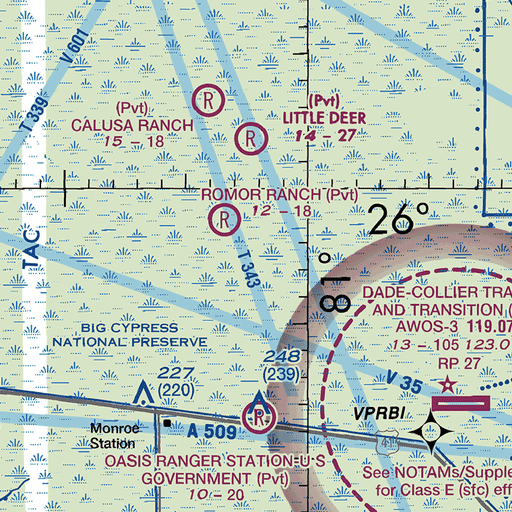 V 601
T 339
(Pvt)
CALUSA RANCH
15 – 18
R
(Pvt)
LITTLE DEER
14 – 27
R
ROMOR RANCH (Pvt)
12 – 18
R
26°
TAC
T 343
81°
DADE-COLLIER TRA
AND TRANSITION (
AWOS-3 119.07
13 – 105 123.0
RP 27
BIG CYPRESS
NATIONAL PRESERVE
248
(239)
227
(220)
V 35
VPRBI
R
Monroe
Station
A 509
41
OASIS RANGER STATION-U S
GOVERNMENT (Pvt)
10 – 20
See NOTAMs/Supple
for Class E (sfc) eff